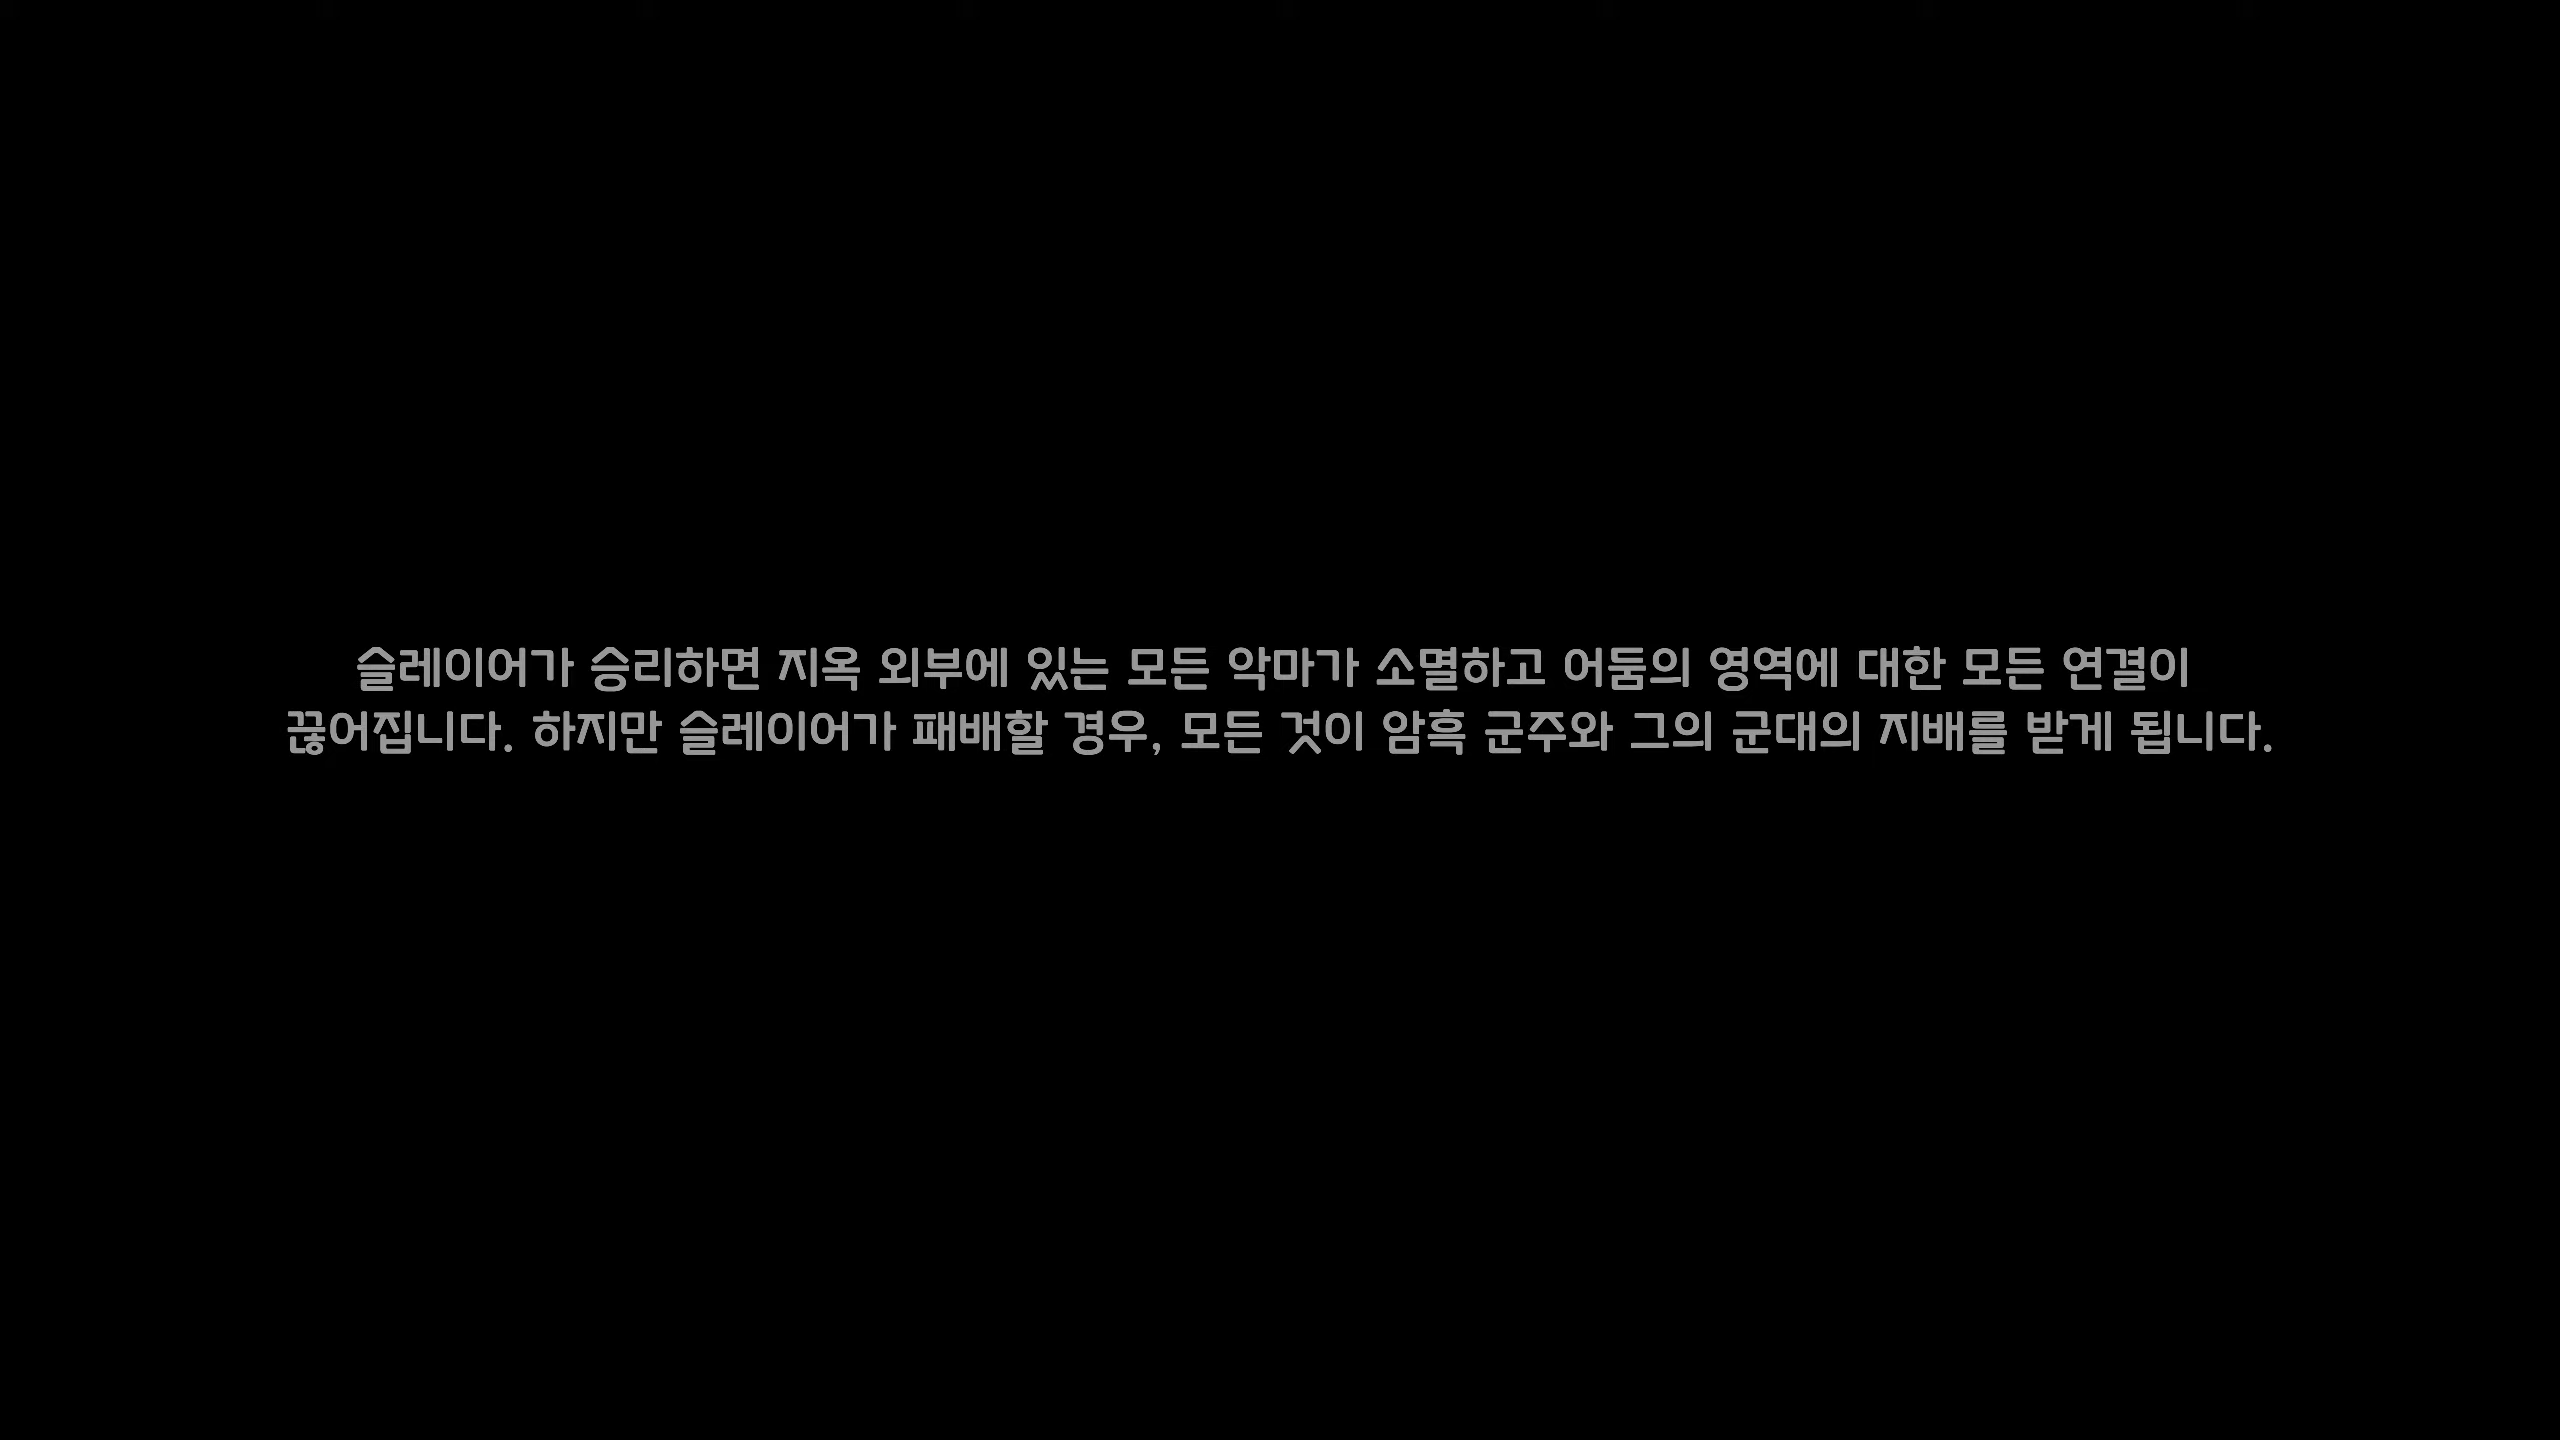 슬레이어가 승리하면 지옥 외부에 있는 모든 악마가 소멸하고 어둠의 영역에 대한 모든 연결이
끊어집니다. 하지만 슬레이어가 패배할 경우, 모든 것이 암흑 군주와 그의 군대의 지배를 받게 됩니다.